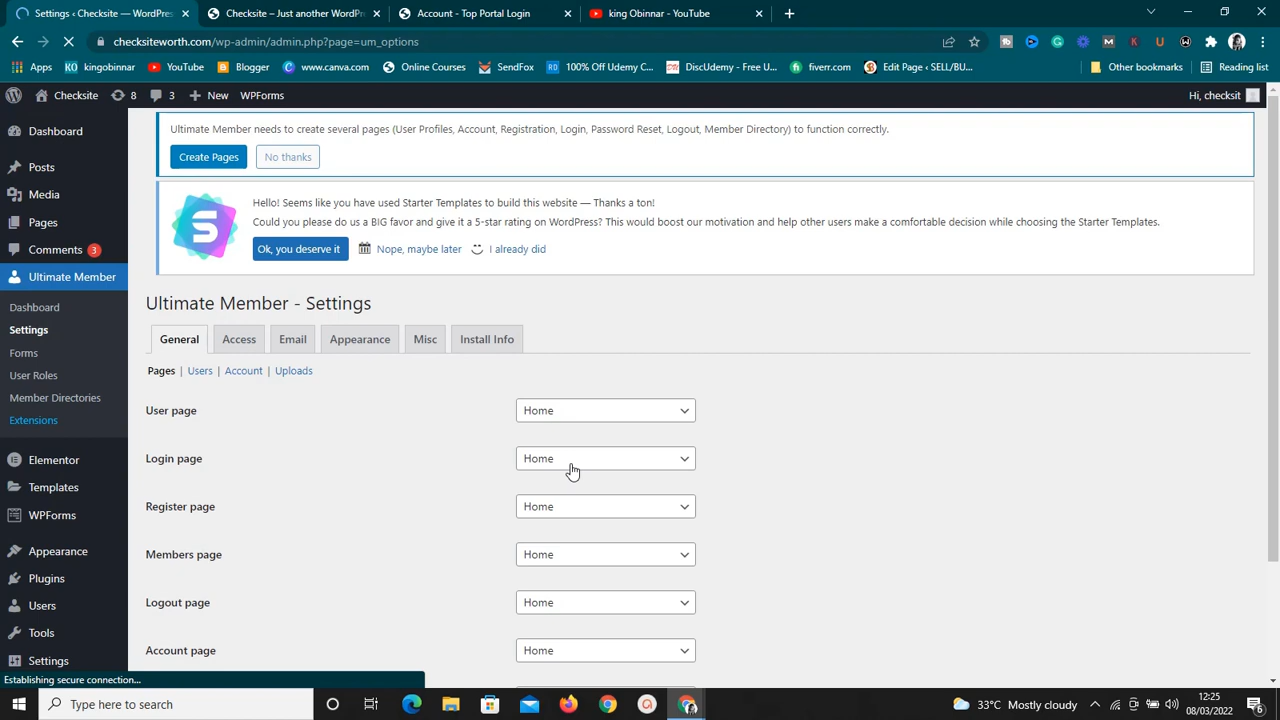 Settings ‹ Checksite — WordPres
Checksite – Just another WordPr
Account - Top Portal Login
king Obinnar - YouTube
checksiteworth.com/wp-admin/admin.php?page=um_options
Apps
kingobinnar
YouTube
Blogger
www.canva.com
Online Courses
SendFox
100% Off Udemy C...
DiscUdemy - Free U...
fiverr.com
Edit Page ‹ SELL/BU...
Other bookmarks
Reading list
Checksite
8
3
New
WPForms
Hi, checksit
Dashboard
Posts
Media
Pages
Comments 3
Ultimate Member
Dashboard
Settings
Forms
User Roles
Member Directories
Extensions
Elementor
Templates
WPForms
Appearance
Plugins
Users
Tools
Settings
Ultimate Member needs to create several pages (User Profiles, Account, Registration, Login, Password Reset, Logout, Member Directory) to function correctly.
Create Pages
No thanks
Hello! Seems like you have used Starter Templates to build this website — Thanks a ton!
Could you please do us a BIG favor and give it a 5-star rating on WordPress? This would boost our motivation and help other users make a comfortable decision while choosing the Starter Templates.
Ok, you deserve it
Nope, maybe later
I already did
Ultimate Member - Settings
General
Access
Email
Appearance
Misc
Install Info
Pages | Users | Account | Uploads
User page
Home
Login page
Home
Register page
Home
Members page
Home
Logout page
Home
Account page
Home
Establishing secure connection...
Type here to search
33°C Mostly cloudy
12:25
08/03/2022
6